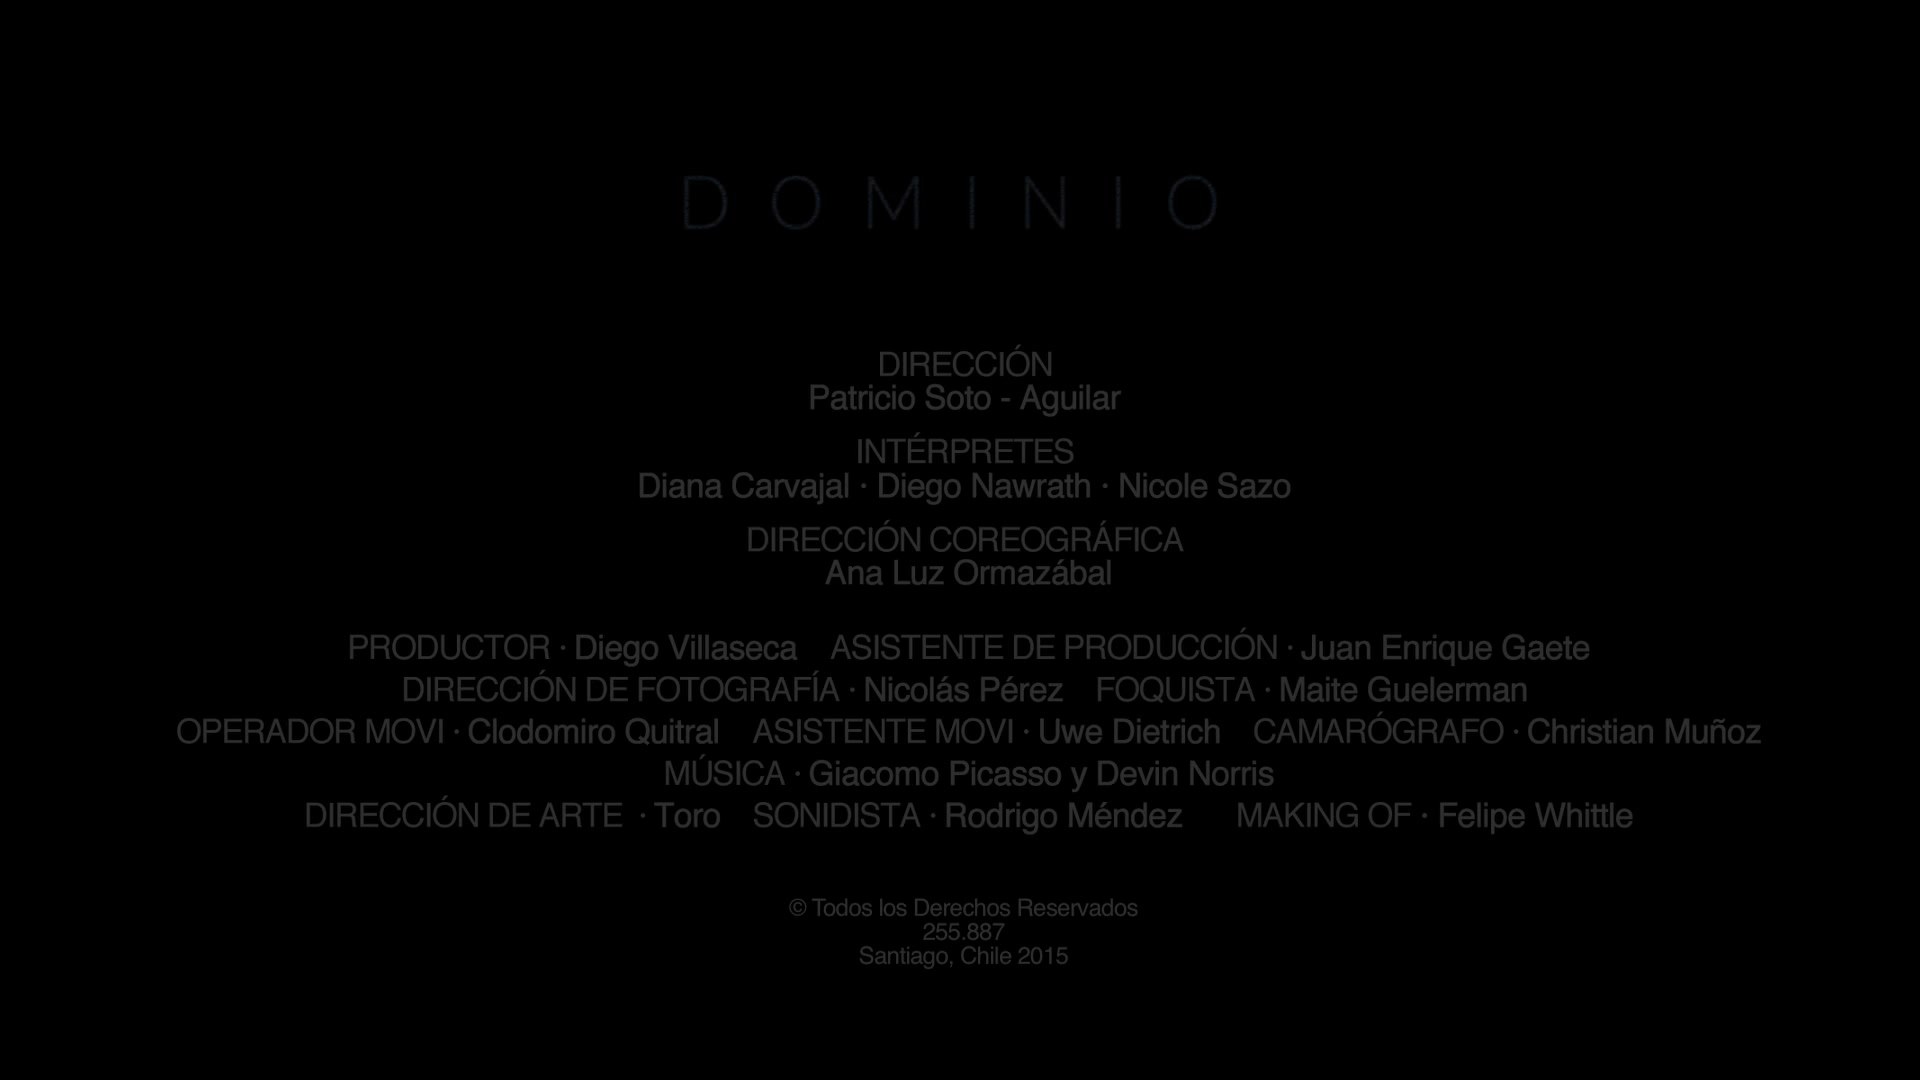 DOMINIO
DIRECCIÓN
Patricio Soto - Aguilar
INTÉRPRETES
Diana Carvajal · Diego Nawrath · Nicole Sazo
DIRECCIÓN COREOGRÁFICA
Ana Luz Ormazábal
PRODUCTOR · Diego Villaseca ASISTENTE DE PRODUCCIÓN · Juan Enrique Gaete
DIRECCIÓN DE FOTOGRAFÍA · Nicolás Pérez FOQUISTA · Maite Guelerman
OPERADOR MOVI · Clodomiro Quitral ASISTENTE MOVI · Uwe Dietrich CAMARÓGRAFO · Christian Muñoz
MÚSICA · Giacomo Picasso y Devin Norris
DIRECCIÓN DE ARTE · Toro SONIDISTA · Rodrigo Méndez MAKING OF · Felipe Whittle
© Todos los Derechos Reservados
255.887
Santiago, Chile 2015